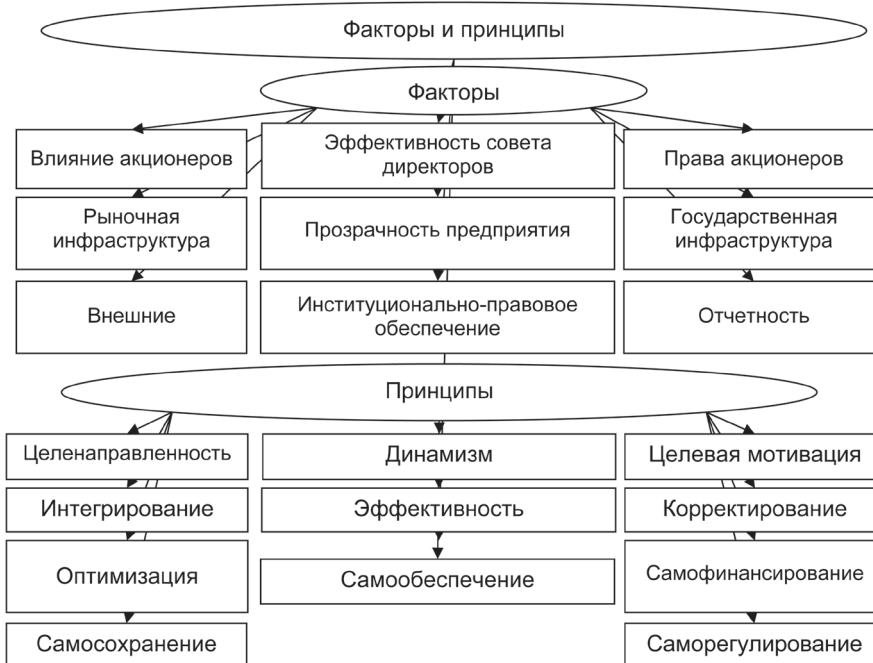 Факторы и принципы
Факторы
Влияние акционеров
Эффективность совета
директоров
Права акционеров
Рыночная
инфраструктура
Прозрачность предприятия
Государственная
инфраструктура
Внешние
Институционально-правовое
обеспечение
Отчетность
Принципы
Целенаправленность
Динамизм
Целевая мотивация
Интегрирование
Эффективность
Корректирование
Оптимизация
Самообеспечение
Самофинансирование
Самосохранение
Саморегулирование